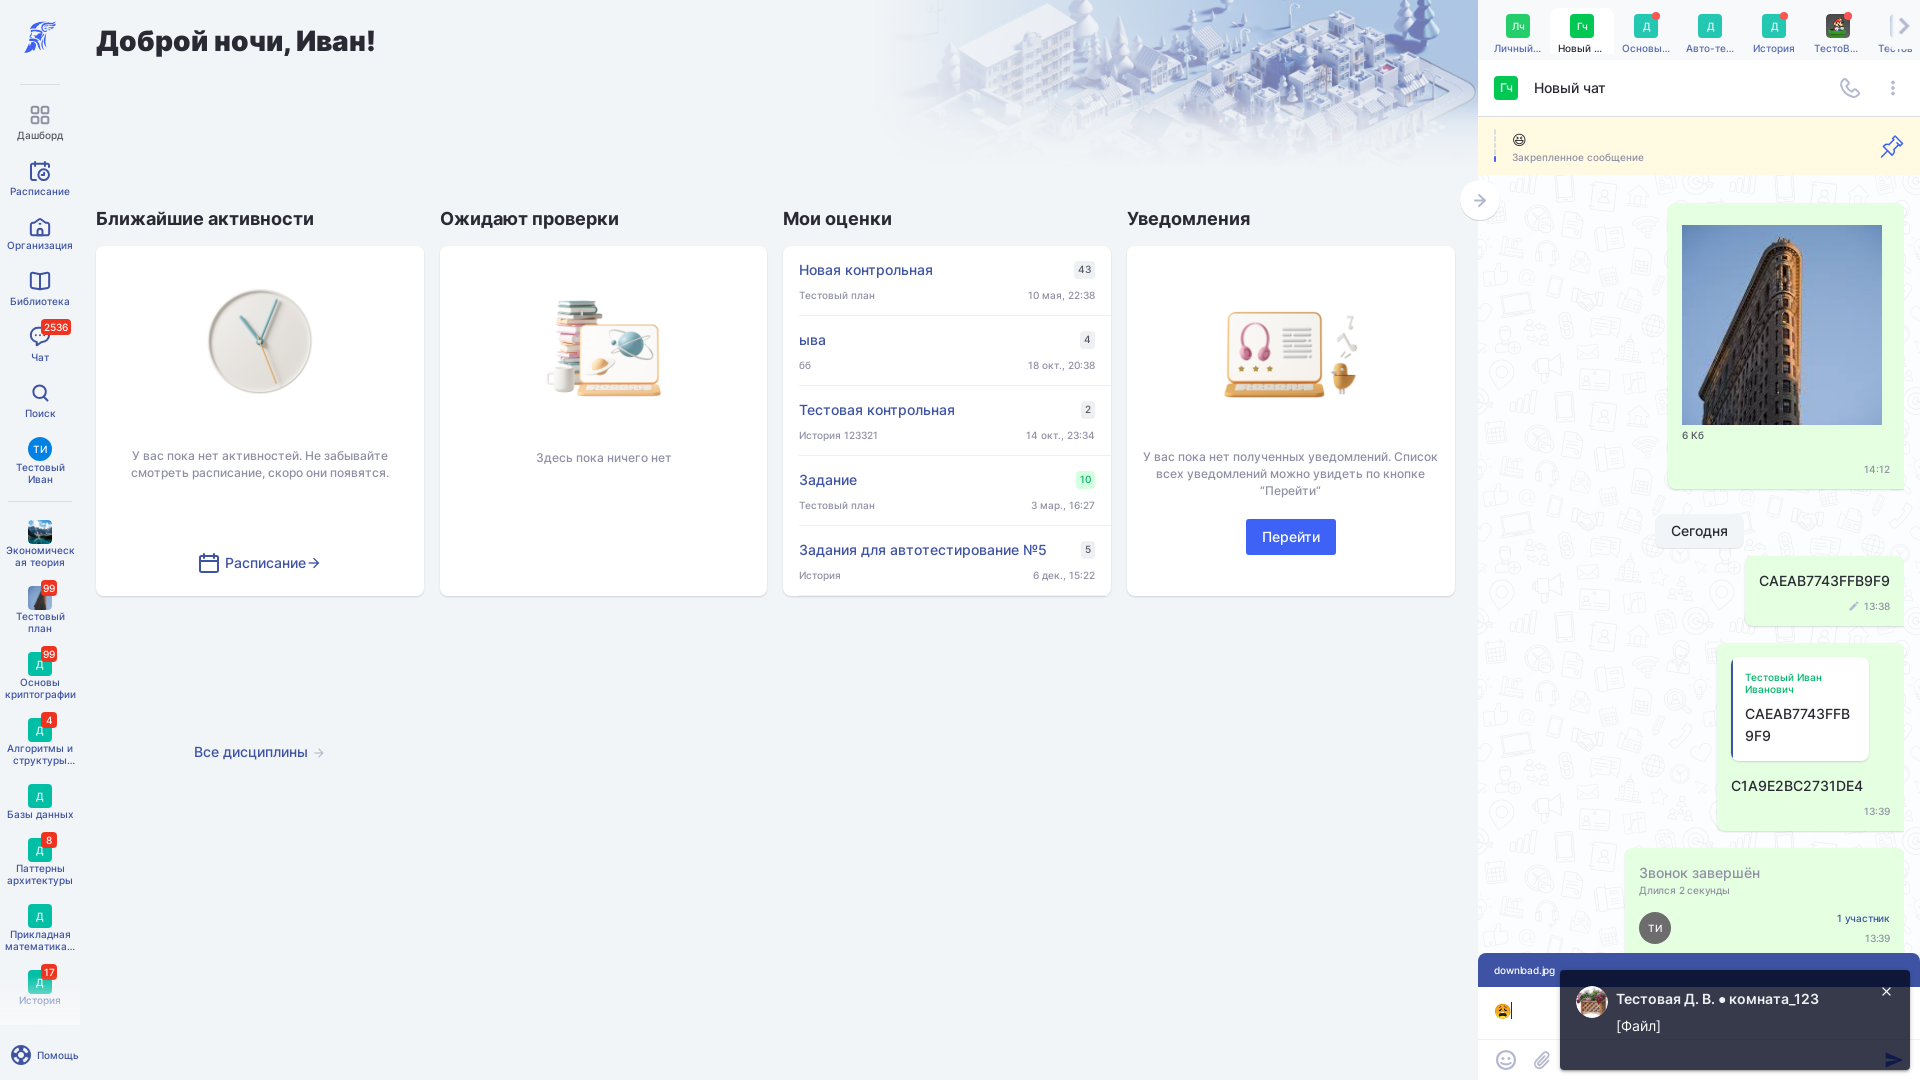 Доброй ночи, Иван!
Дашборд
Расписание
Организация
Библиотека
2536
Чат
Поиск
ТИ
Тестовый
Иван
Экономическ
ая теория
99
Тестовый
план
99
Д
Основы
криптографии
4
Д
Алгоритмы и
структуры...
Д
Базы данных
8
Д
Паттерны
архитектуры
Д
Прикладная
математика...
17
Д
История
Помощь
Ближайшие активности
У вас пока нет активностей. Не забывайте
смотреть расписание, скоро они появятся.
Расписание
Все дисциплины
Ожидают проверки
Здесь пока ничего нет
Мои оценки
Новая контрольная 43
Тестовый план 10 мая, 22:38
ыва 4
бб 18 окт., 20:38
Тестовая контрольная 2
История 123321 14 окт., 23:34
Задание 10
Тестовый план 3 мар., 16:27
Задания для автотестирование №5 5
История 6 дек., 15:22
Уведомления
У вас пока нет полученных уведомлений. Список
всех уведомлений можно увидеть по кнопке
“Перейти”
Перейти
Лч Гч Д Д Д
Личный... Новый ... Основы... Авто-те... История ТестоВ...
Гч Новый чат
Закрепленное сообщение
6 Кб
14:12
Сегодня
CAEAB7743FFB9F9
13:38
Тестовый Иван
Иванович
CAEAB7743FFB
9F9
C1A9E2BC2731DE4
13:39
Звонок завершён
Длился 2 секунды
ТИ
1 участник
13:39
download.jpg
Тестовая Д. В. • комната_123
[Файл]